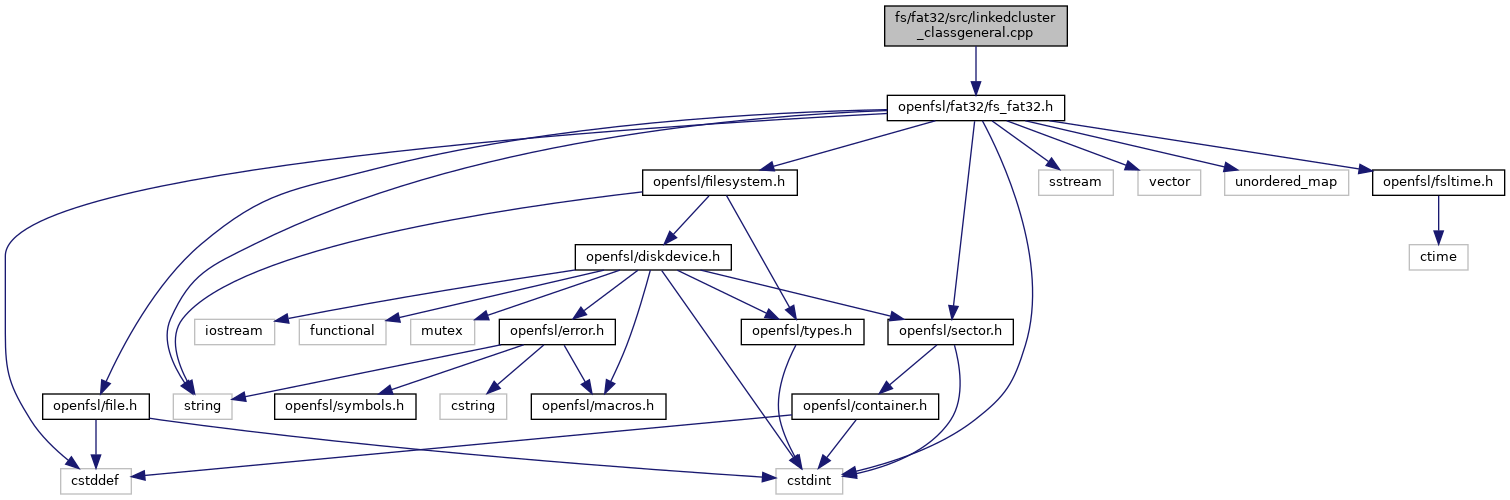 fs/fat32/src/linkedcluster
_classgeneral.cpp
openfsl/fat32/fs_fat32.h
openfsl/filesystem.h
sstream
vector
unordered_map
openfsl/fsltime.h
openfsl/diskdevice.h
ctime
iostream
functional
mutex
openfsl/error.h
openfsl/types.h
openfsl/sector.h
openfsl/file.h
string
openfsl/symbols.h
cstring
openfsl/macros.h
openfsl/container.h
cstddef
cstdint